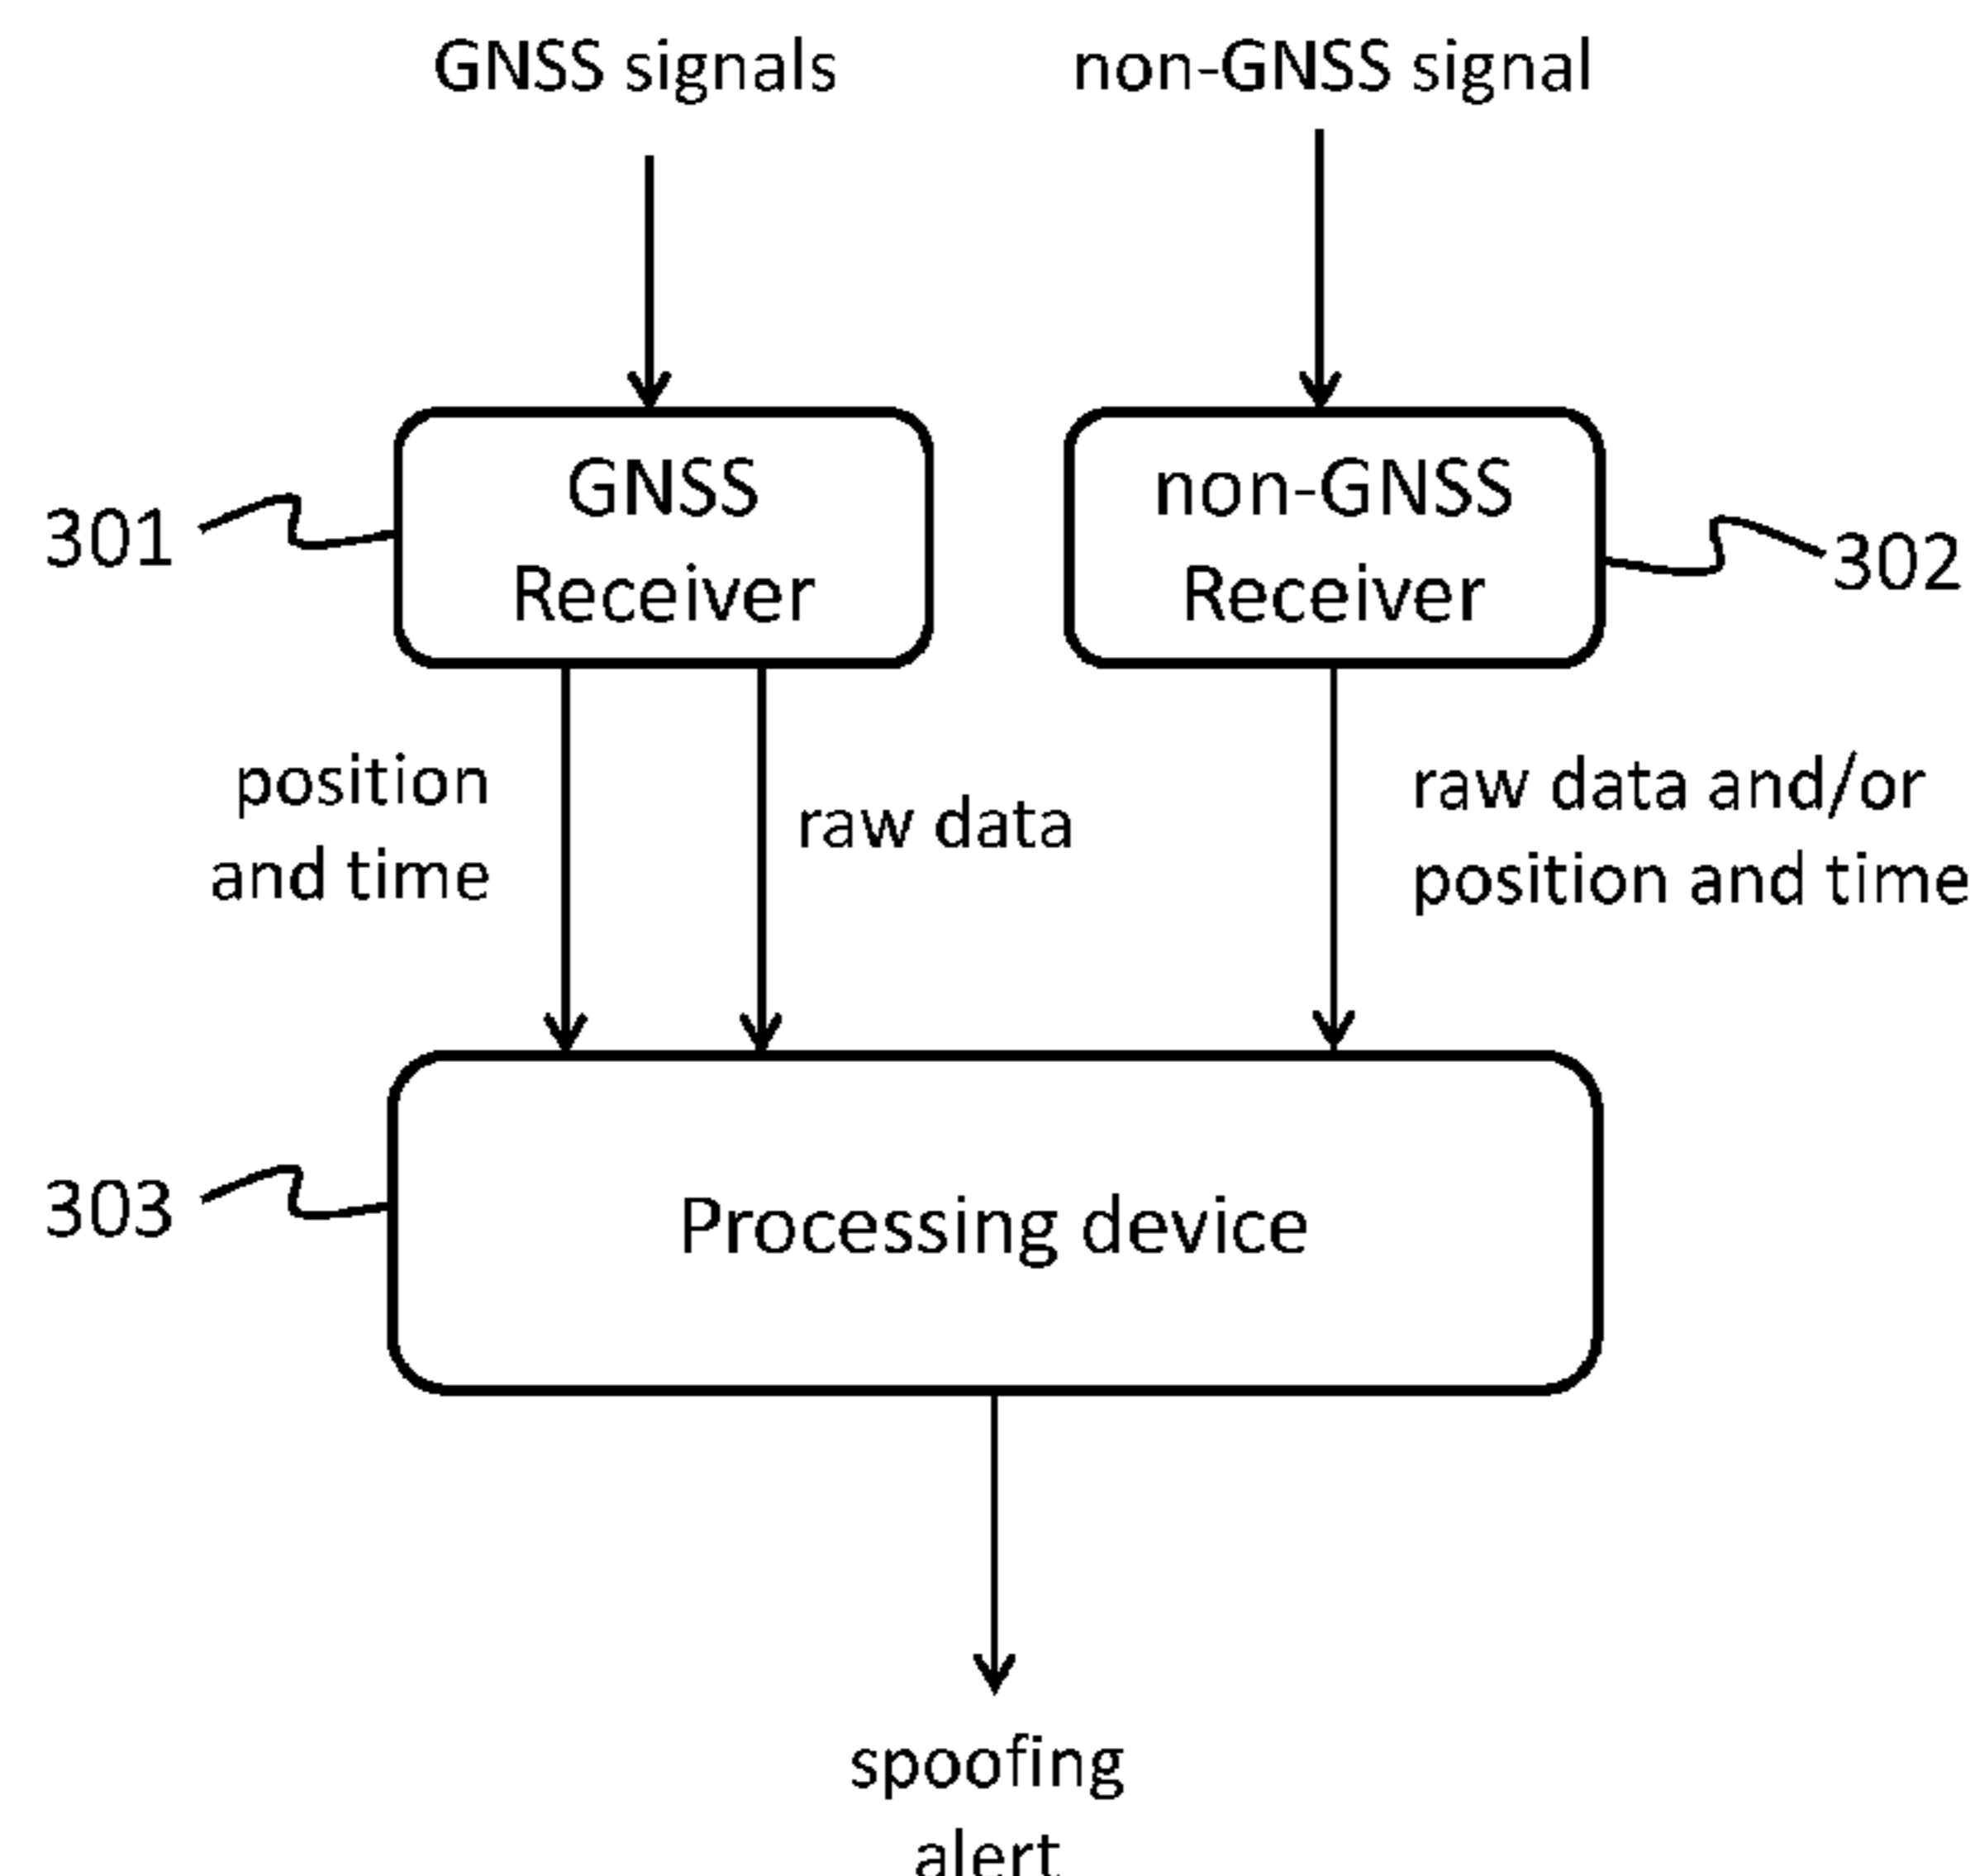 GNSS signals
non-GNSS signal
GNSS
Receiver
non-GNSS
Receiver
301
302
position
and time
raw data
raw data and/or
position and time
303
Processing device
spoofing
alert